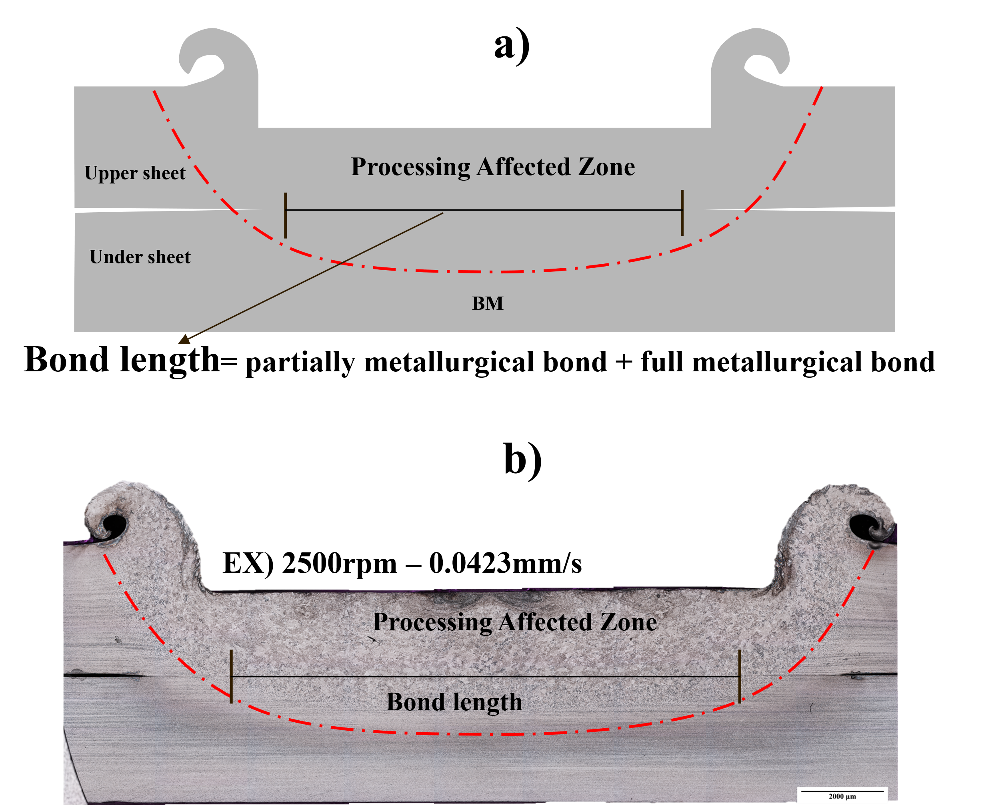 a)
Processing Affected Zone
Upper sheet
Under sheet
BM
Bond length= partially metallurgical bond + full metallurgical bond
b)
EX) 2500rpm – 0.0423mm/s
Processing Affected Zone
Bond length
2000 µm